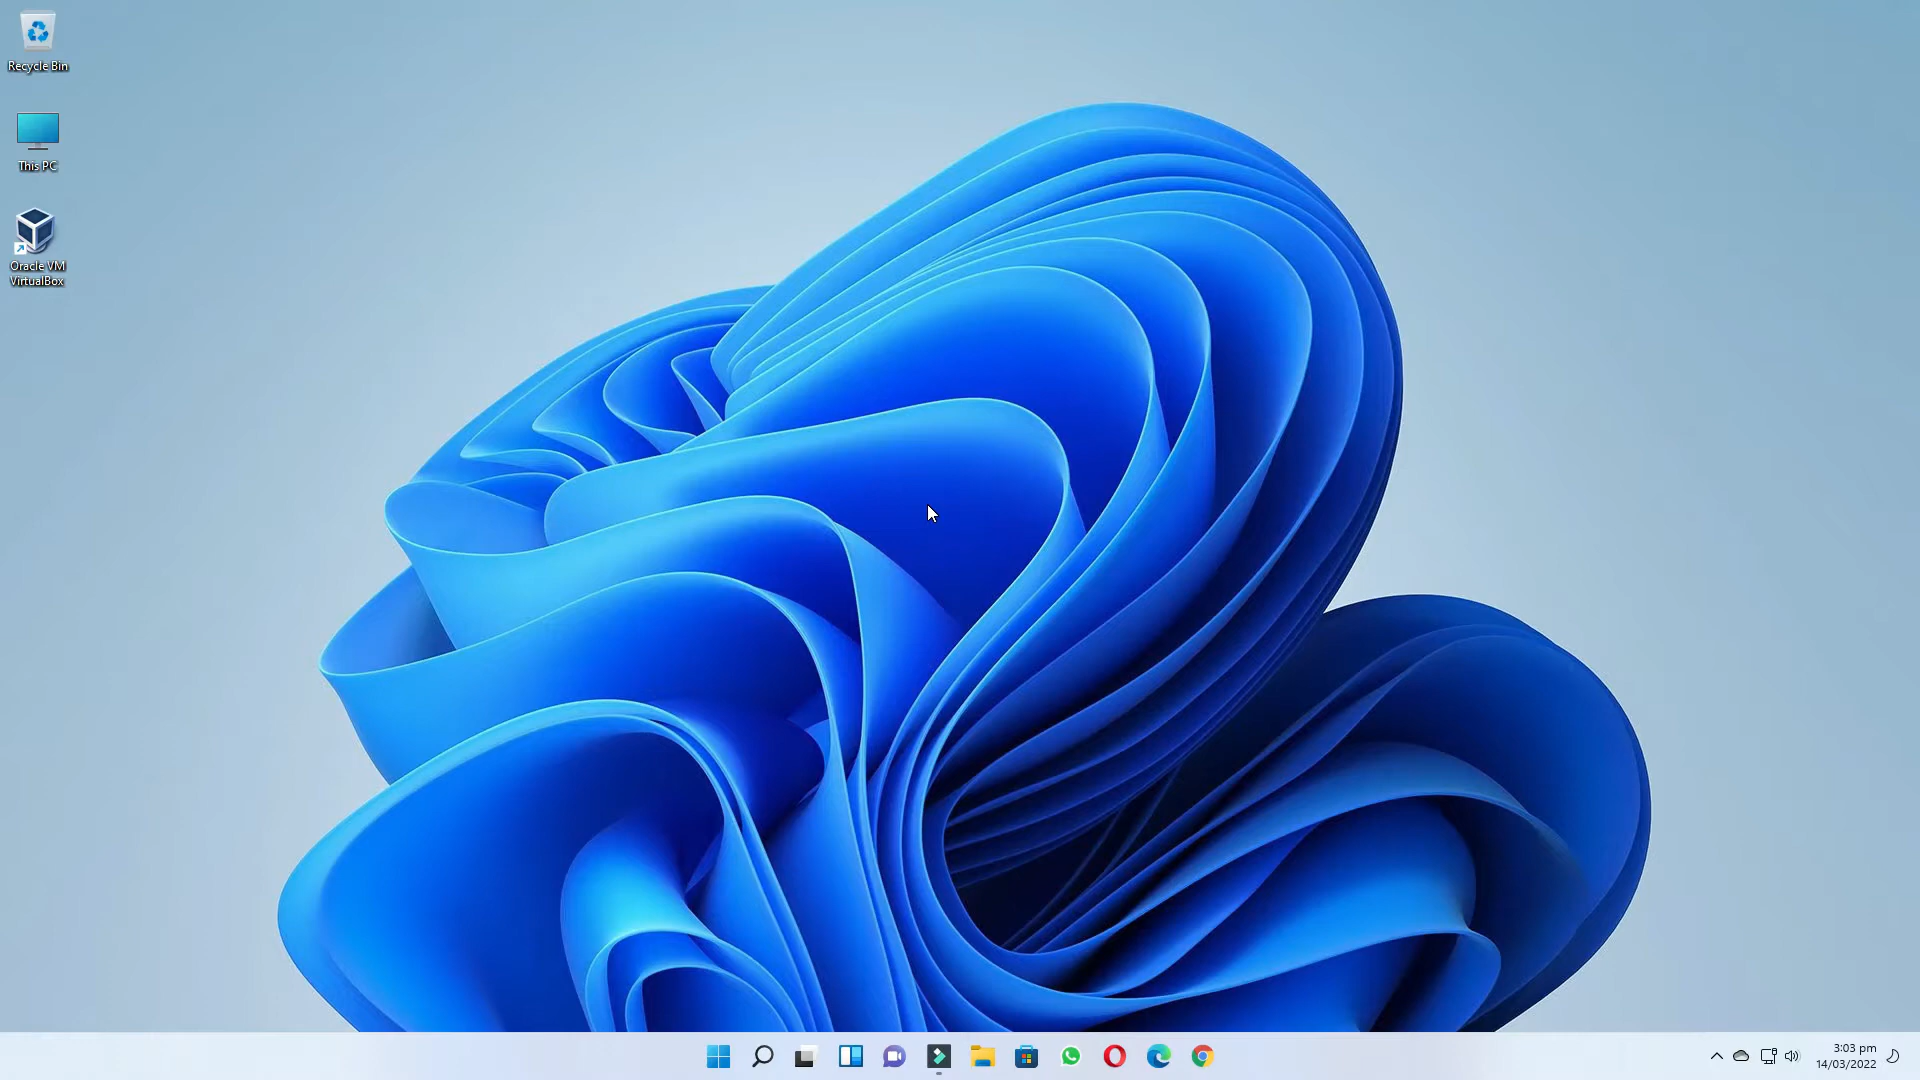 Recycle Bin
This PC
Oracle VM
VirtualBox
3:03 pm
14/03/2022